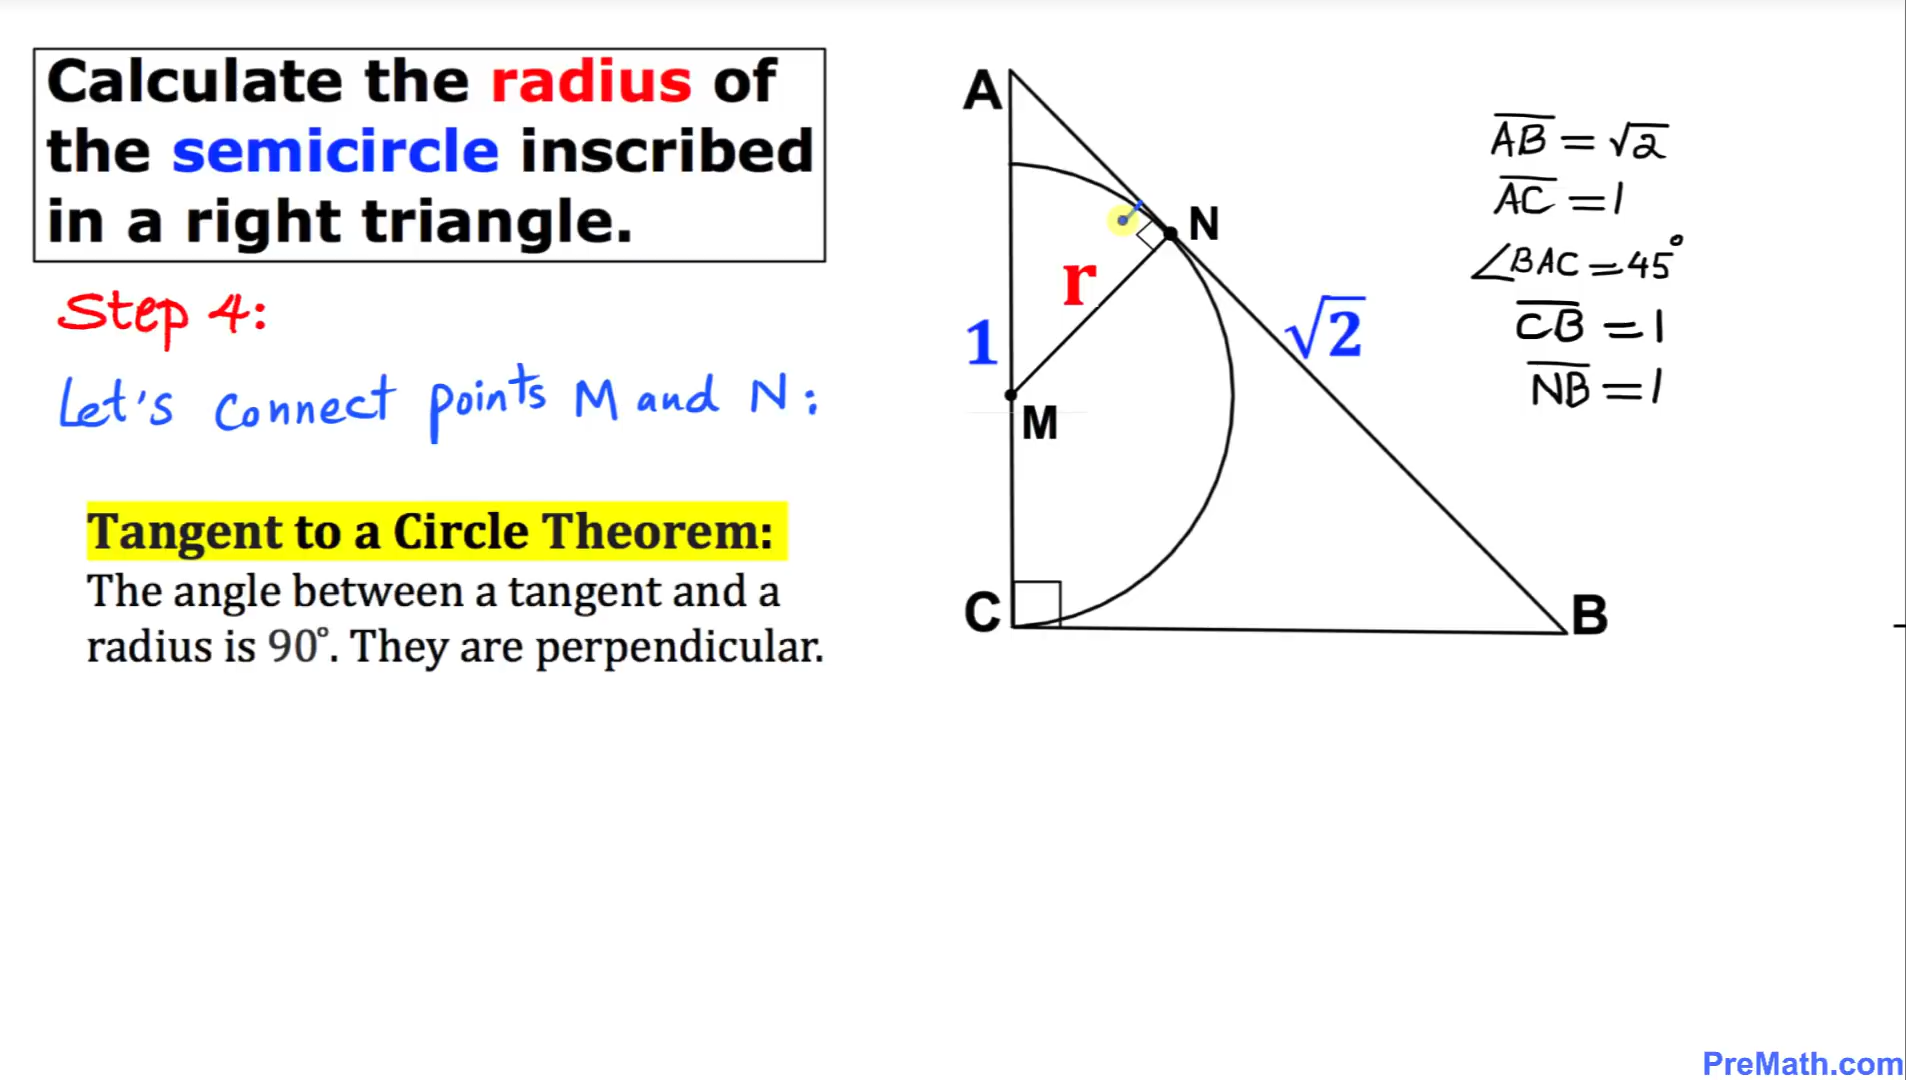 Calculate the radius of
the semicircle inscribed
in a right triangle.
Step 4:
Let's connect points M and N:
Tangent to a Circle Theorem:
The angle between a tangent and a
radius is 90°. They are perpendicular.
A
N
r
1
√2
M
C
B
AB = √2
AC = 1
∠BAC = 45°
CB = 1
NB = 1
PreMath.com